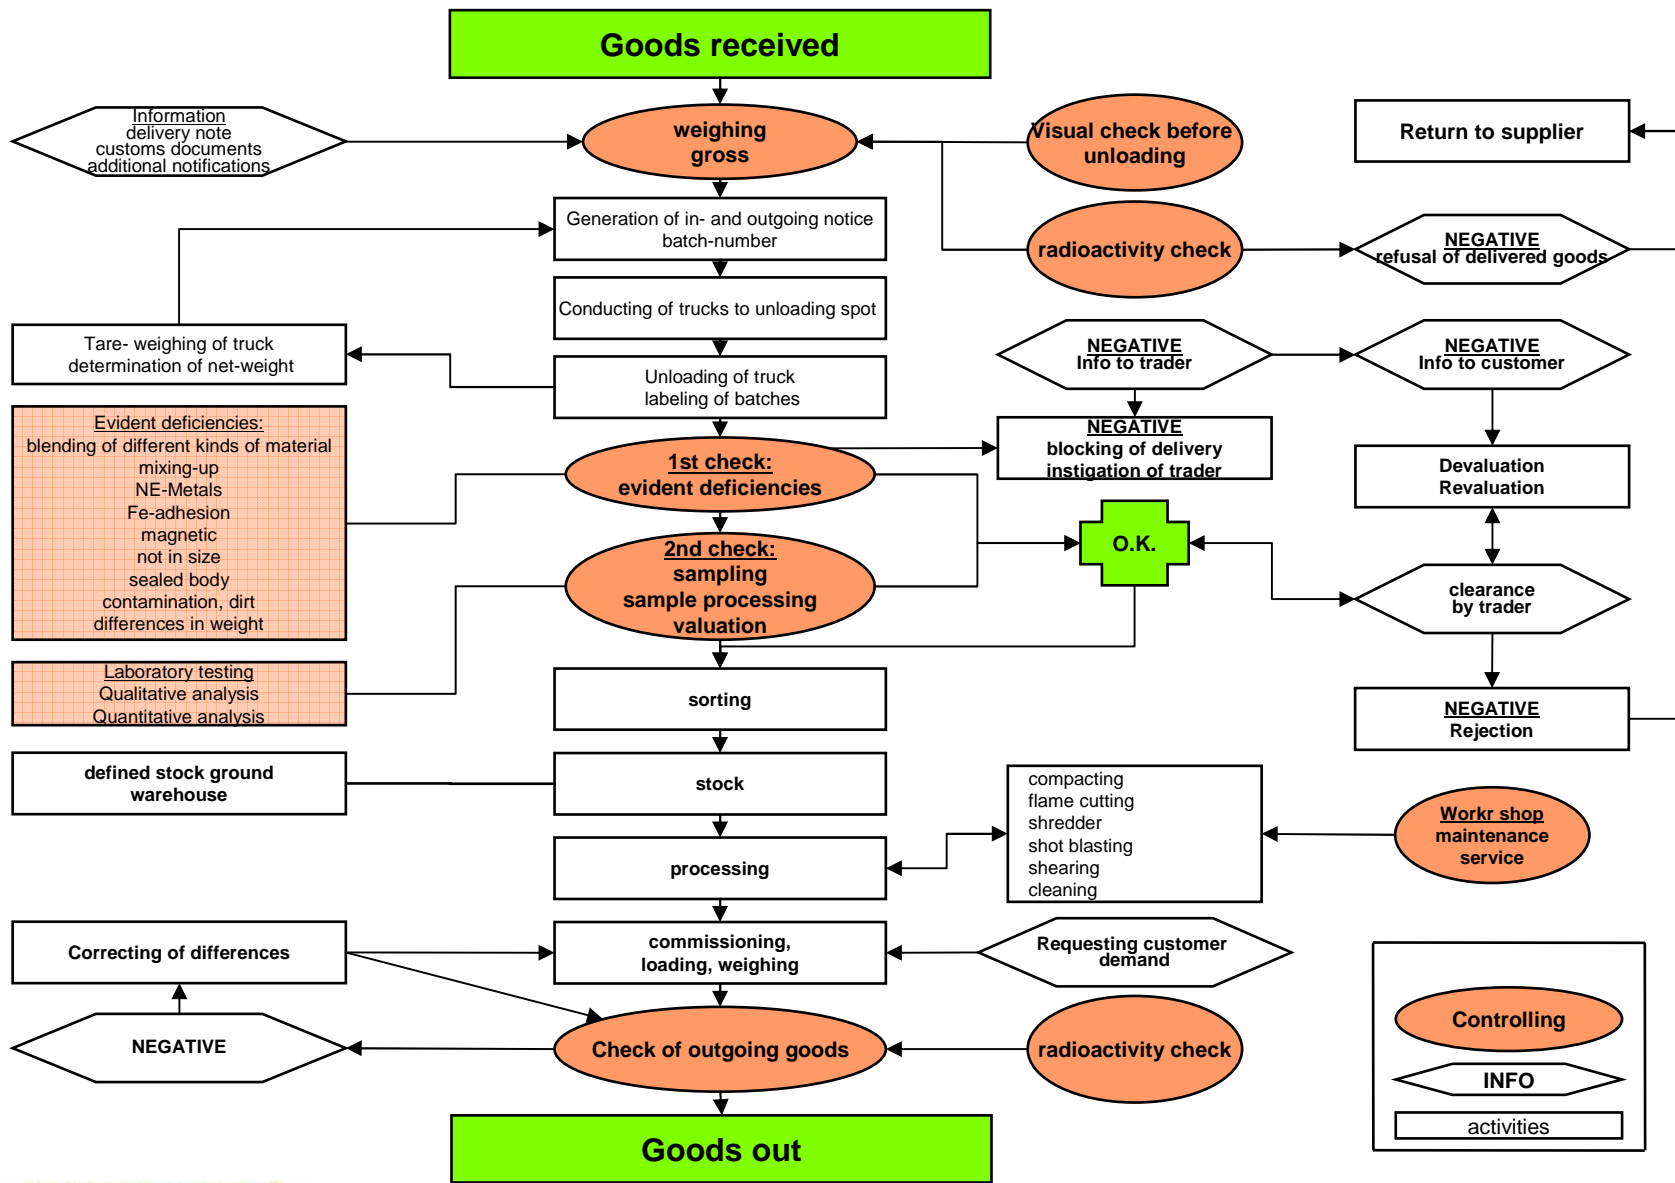 Goods received
Information
delivery note
customs documents
additional notifications
weighing
gross
Visual check before
unloading
Return to supplier
Generation of in- and outgoing notice
batch-number
radioactivity check
NEGATIVE
refusal of delivered goods
Conducting of trucks to unloading spot
Tare- weighing of truck
determination of net-weight
NEGATIVE
Info to trader
NEGATIVE
Info to customer
Unloading of truck
labeling of batches
Evident deficiencies:
blending of different kinds of material
mixing-up
NE-Metals
Fe-adhesion
magnetic
not in size
sealed body
contamination, dirt
differences in weight
1st check:
evident deficiencies
NEGATIVE
blocking of delivery
instigation of trader
Devaluation
Revaluation
2nd check:
sampling
sample processing
valuation
O.K.
clearance
by trader
Laboratory testing
Qualitative analysis
Quantitative analysis
sorting
NEGATIVE
Rejection
defined stock ground
warehouse
stock
compacting
flame cutting
shredder
shot blasting
shearing
cleaning
Workr shop
maintenance
service
processing
Correcting of differences
commissioning,
loading, weighing
Requesting customer
demand
NEGATIVE
Check of outgoing goods
radioactivity check
Controlling
INFO
activities
Goods out